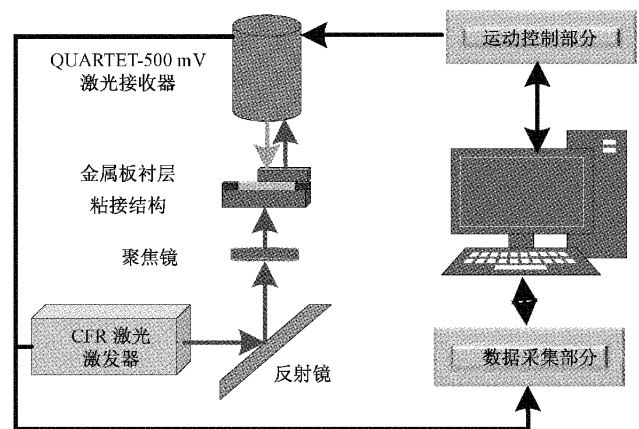 QUARTET-500 mV
激光接收器
运动控制部分
金属板衬层
粘接结构
聚焦镜
CFR 激光
激发器
反射镜
数据采集部分